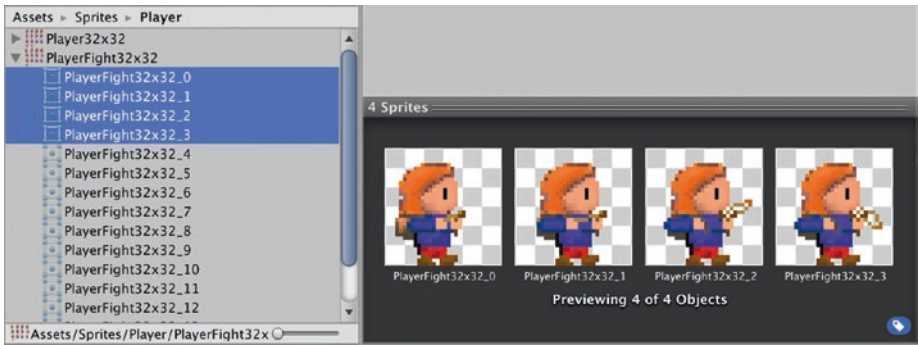 Assets ▸ Sprites ▸ Player
Player32x32
PlayerFight32x32
PlayerFight32x32_0
PlayerFight32x32_1
PlayerFight32x32_2
PlayerFight32x32_3
PlayerFight32x32_4
PlayerFight32x32_5
PlayerFight32x32_6
PlayerFight32x32_7
PlayerFight32x32_8
PlayerFight32x32_9
PlayerFight32x32_10
PlayerFight32x32_11
PlayerFight32x32_12
Assets/Sprites/Player/PlayerFight32x
4 Sprites
PlayerFight32x32_0
PlayerFight32x32_1
PlayerFight32x32_2
PlayerFight32x32_3
Previewing 4 of 4 Objects